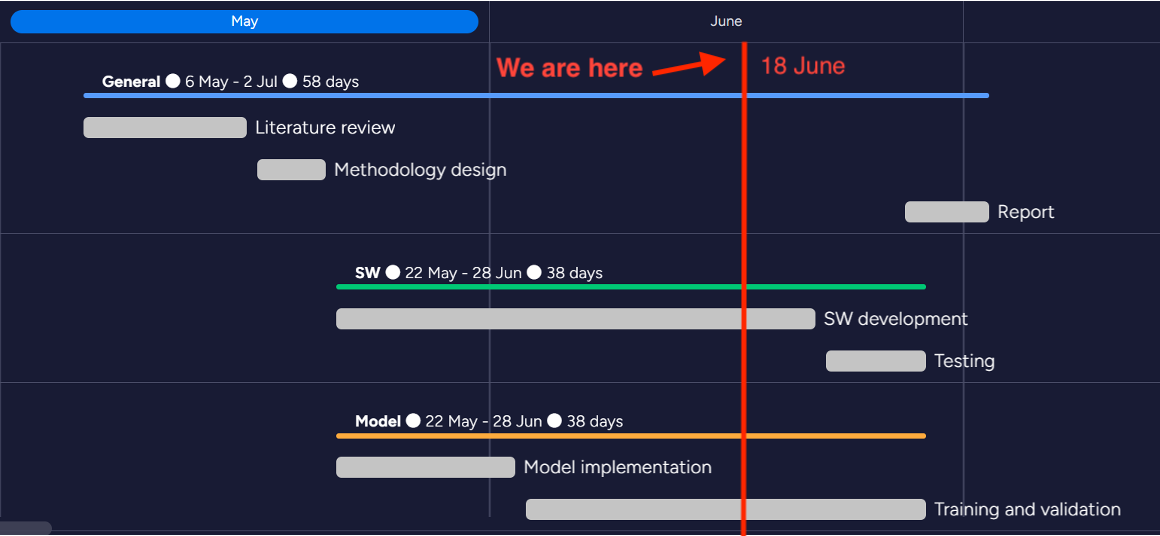 May June
We are here 18 June
General 6 May - 2 Jul 58 days
Literature review
Methodology design
Report
SW 22 May - 28 Jun 38 days
SW development
Testing
Model 22 May - 28 Jun 38 days
Model implementation
Training and validation